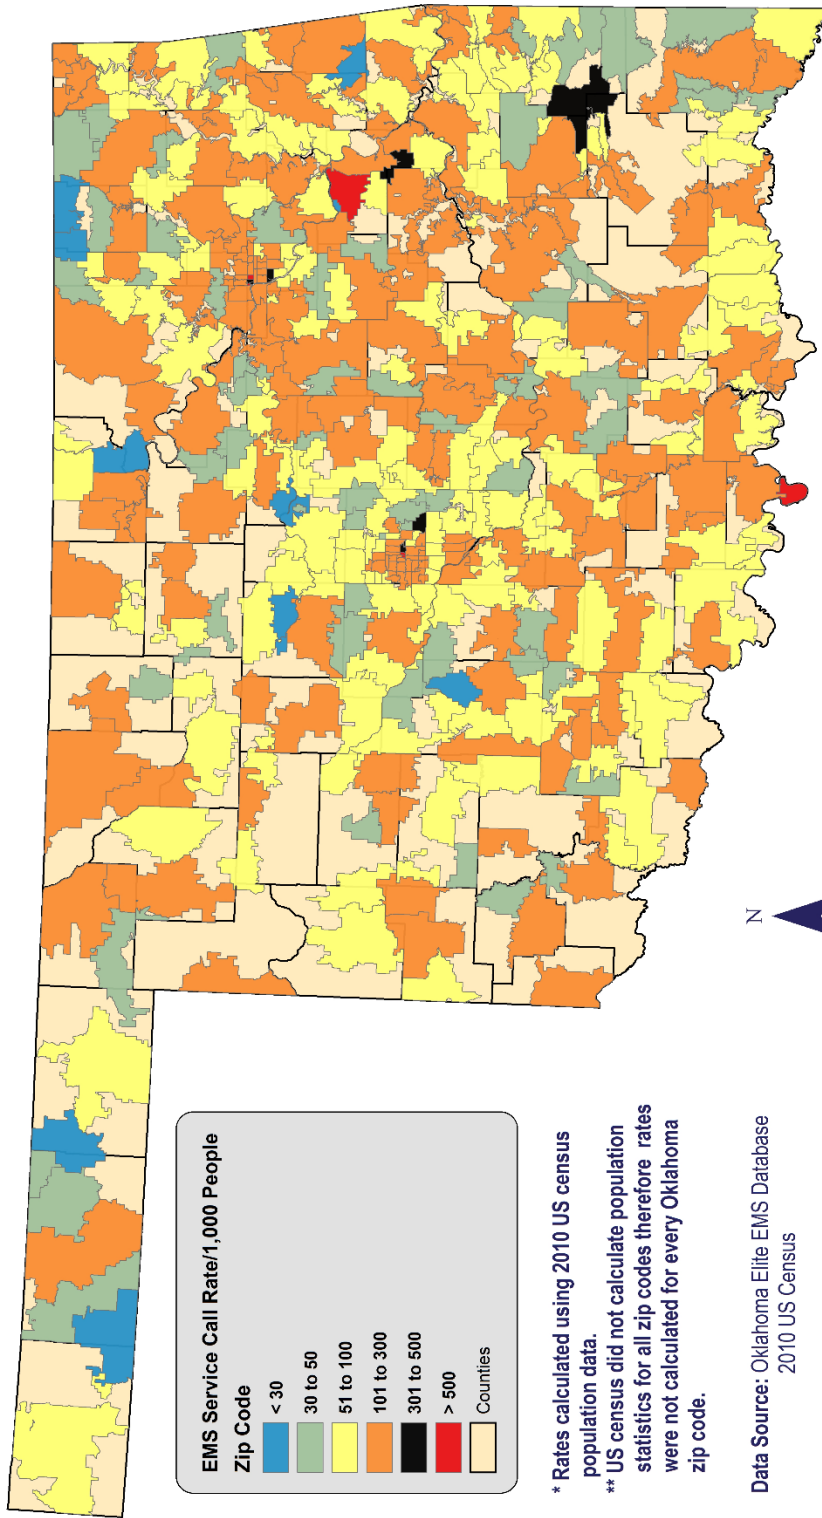 EMS Service Call Rate/1,000 People
Zip Code
< 30
30 to 50
51 to 100
101 to 300
301 to 500
> 500
Counties
* Rates calculated using 2010 US census
population data.
** US census did not calculate population
statistics for all zip codes therefore rates
were not calculated for every Oklahoma
zip code.
Data Source: Oklahoma Elite EMS Database
2010 US Census
N